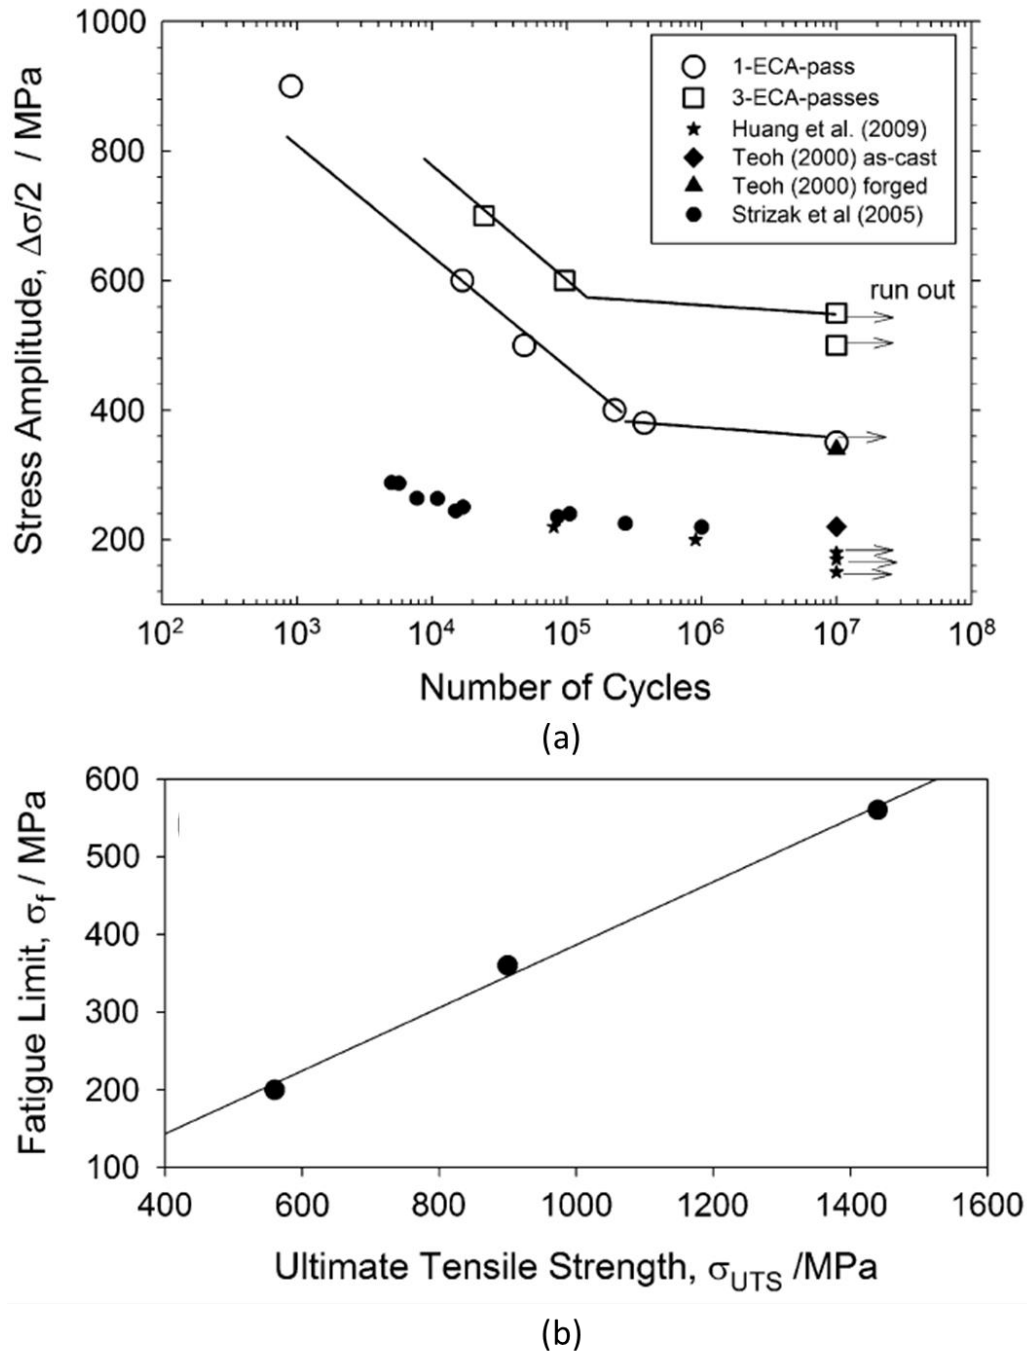 1000
800
600
400
200
Stress Amplitude, Δσ/2 / MPa
1-ECA-pass
3-ECA-passes
Huang et al. (2009)
Teoh (2000) as-cast
Teoh (2000) forged
Strizak et al (2005)
run out
10² 10³ 10⁴ 10⁵ 10⁶ 10⁷ 10⁸
Number of Cycles
(a)
600
500
400
300
200
100
Fatigue Limit, σf / MPa
400 600 800 1000 1200 1400 1600
Ultimate Tensile Strength, σUTS /MPa
(b)